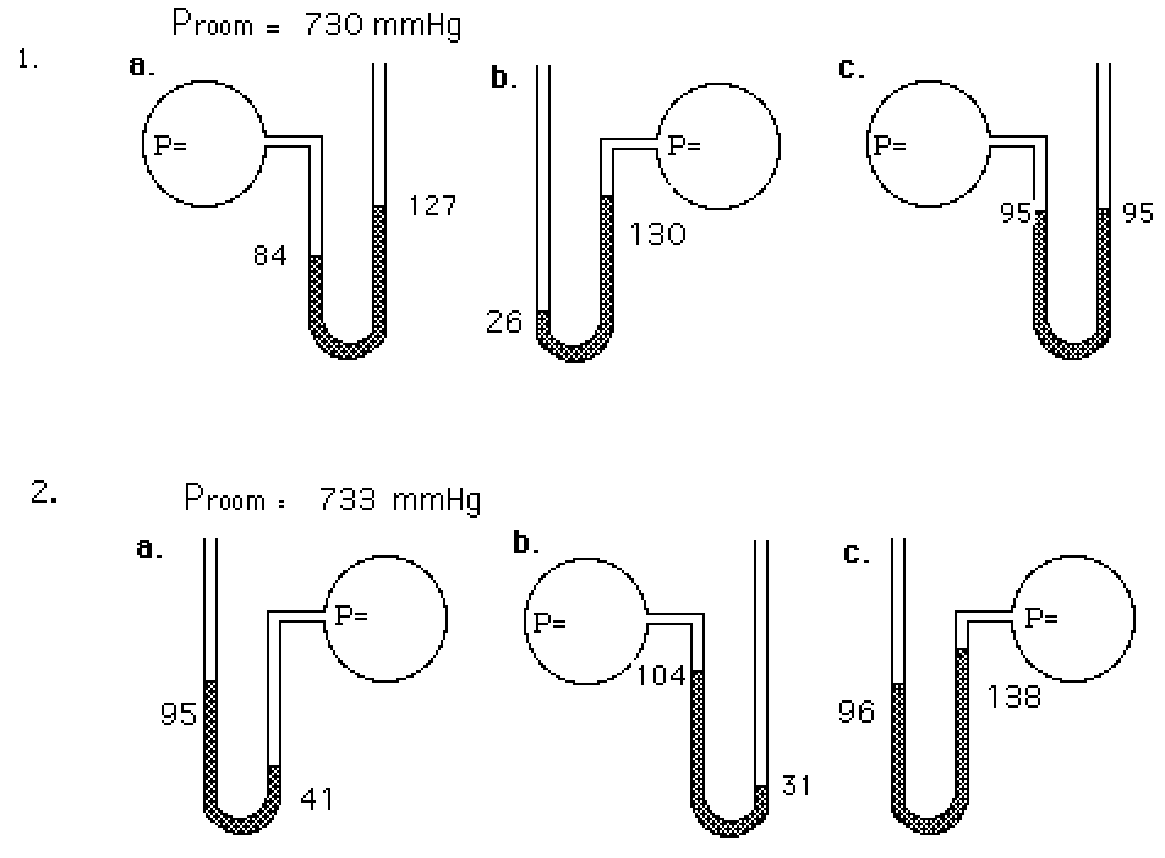 Proom = 730 mmHg
1.
a. b. c.
P= P= P=
127
84
130
95 95
26
2.
Proom = 733 mmHg
a. b. c.
P= P= P=
104
95
138
96
31
41